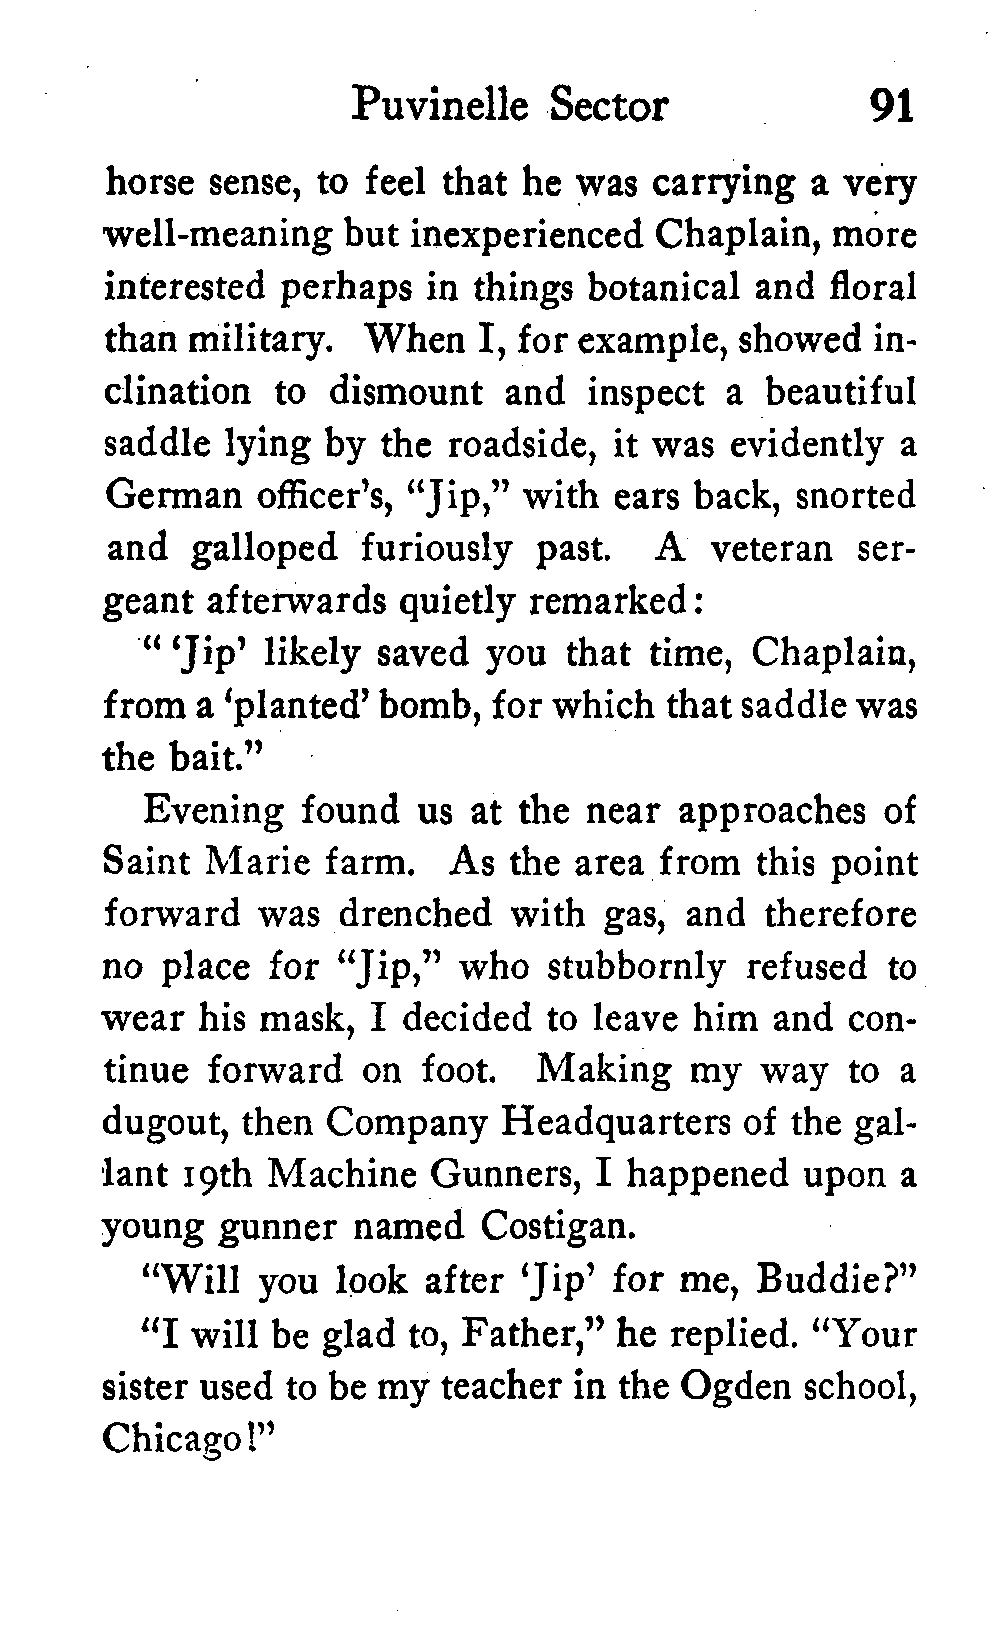 Puvinelle Sector 91
horse sense, to feel that he was carrying a very
well-meaning but inexperienced Chaplain, more
interested perhaps in things botanical and floral
than military. When I, for example, showed in-
clination to dismount and inspect a beautiful
saddle lying by the roadside, it was evidently a
German officer's, “Jip,” with ears back, snorted
and galloped furiously past. A veteran ser-
geant afterwards quietly remarked:
“ ‘Jip’ likely saved you that time, Chaplain,
from a ‘planted’ bomb, for which that saddle was
the bait.”
Evening found us at the near approaches of
Saint Marie farm. As the area from this point
forward was drenched with gas, and therefore
no place for “Jip,” who stubbornly refused to
wear his mask, I decided to leave him and con-
tinue forward on foot. Making my way to a
dugout, then Company Headquarters of the gal-
lant 19th Machine Gunners, I happened upon a
young gunner named Costigan.
“Will you look after ‘Jip’ for me, Buddie?”
“I will be glad to, Father,” he replied. “Your
sister used to be my teacher in the Ogden school,
Chicago!”